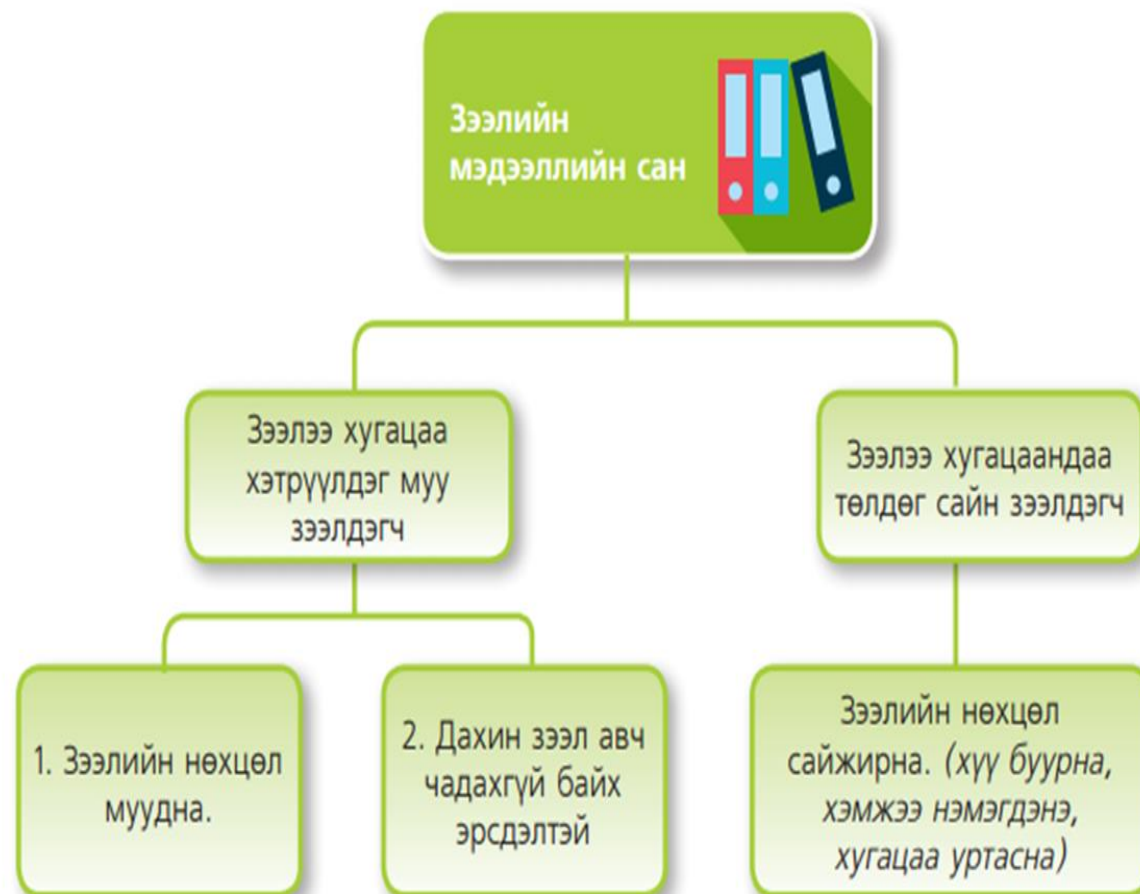 Зээлийн
мэдээллийн сан
Зээлээ хугацаа
хэтрүүлдэг муу
зээлдэгч
Зээлээ хугацаандаа
төлдөг сайн зээлдэгч
1. Зээлийн нөхцөл
муудна.
2. Дахин зээл авч
чадахгүй байх
эрсдэлтэй
Зээлийн нөхцөл
сайжирна. (хүү буурна,
хэмжээ нэмэгдэнэ,
хугацаа уртасна)